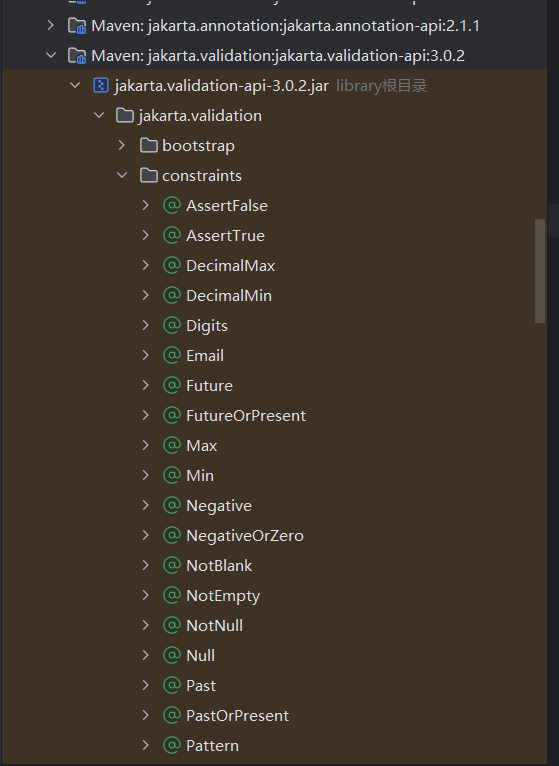 Maven: jakarta.annotation:jakarta.annotation-api:2.1.1
Maven: jakarta.validation:jakarta.validation-api:3.0.2
jakarta.validation-api-3.0.2.jar library根目录
jakarta.validation
bootstrap
constraints
AssertFalse
AssertTrue
DecimalMax
DecimalMin
Digits
Email
Future
FutureOrPresent
Max
Min
Negative
NegativeOrZero
NotBlank
NotEmpty
NotNull
Null
Past
PastOrPresent
Pattern